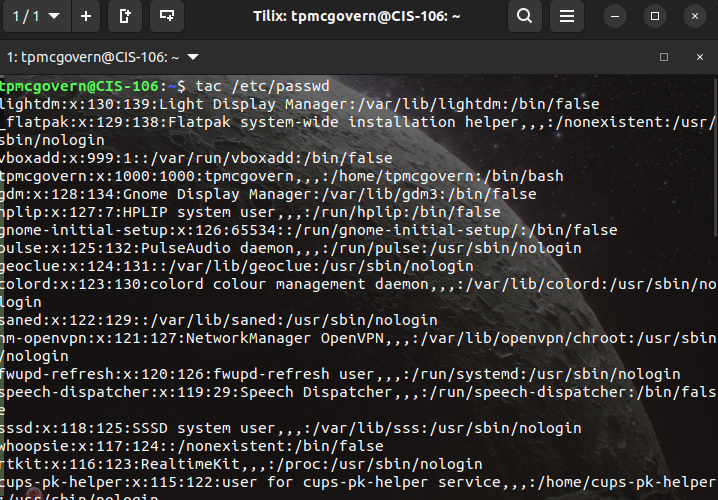 1 / 1
Tilix: tpmcgovern@CIS-106: ~
1: tpmcgovern@CIS-106: ~
tpmcgovern@CIS-106:~$ tac /etc/passwd
lightdm:x:130:139:Light Display Manager:/var/lib/lightdm:/bin/false
_flatpak:x:129:138:Flatpak system-wide installation helper,,,:/nonexistent:/usr/
sbin/nologin
vboxadd:x:999:1::/var/run/vboxadd:/bin/false
tpmcgovern:x:1000:1000:tpmcgovern,,,:/home/tpmcgovern:/bin/bash
gdm:x:128:134:Gnome Display Manager:/var/lib/gdm3:/bin/false
hplip:x:127:7:HPLIP system user,,,:/run/hplip:/bin/false
gnome-initial-setup:x:126:65534::/run/gnome-initial-setup/:/bin/false
pulse:x:125:132:PulseAudio daemon,,,:/run/pulse:/usr/sbin/nologin
geoclue:x:124:131::/var/lib/geoclue:/usr/sbin/nologin
colord:x:123:130:colord colour management daemon,,,:/var/lib/colord:/usr/sbin/no
login
saned:x:122:129::/var/lib/saned:/usr/sbin/nologin
nm-openvpn:x:121:127:NetworkManager OpenVPN,,,:/var/lib/openvpn/chroot:/usr/sbin
/nologin
fwupd-refresh:x:120:126:fwupd-refresh user,,,:/run/systemd:/usr/sbin/nologin
speech-dispatcher:x:119:29:Speech Dispatcher,,,:/run/speech-dispatcher:/bin/fals
e
sssd:x:118:125:SSSD system user,,,:/var/lib/sss:/usr/sbin/nologin
whoopsie:x:117:124::/nonexistent:/bin/false
rtkit:x:116:123:RealtimeKit,,,:/proc:/usr/sbin/nologin
cups-pk-helper:x:115:122:user for cups-pk-helper service,,,:/home/cups-pk-helper
:/usr/sbin/nologin